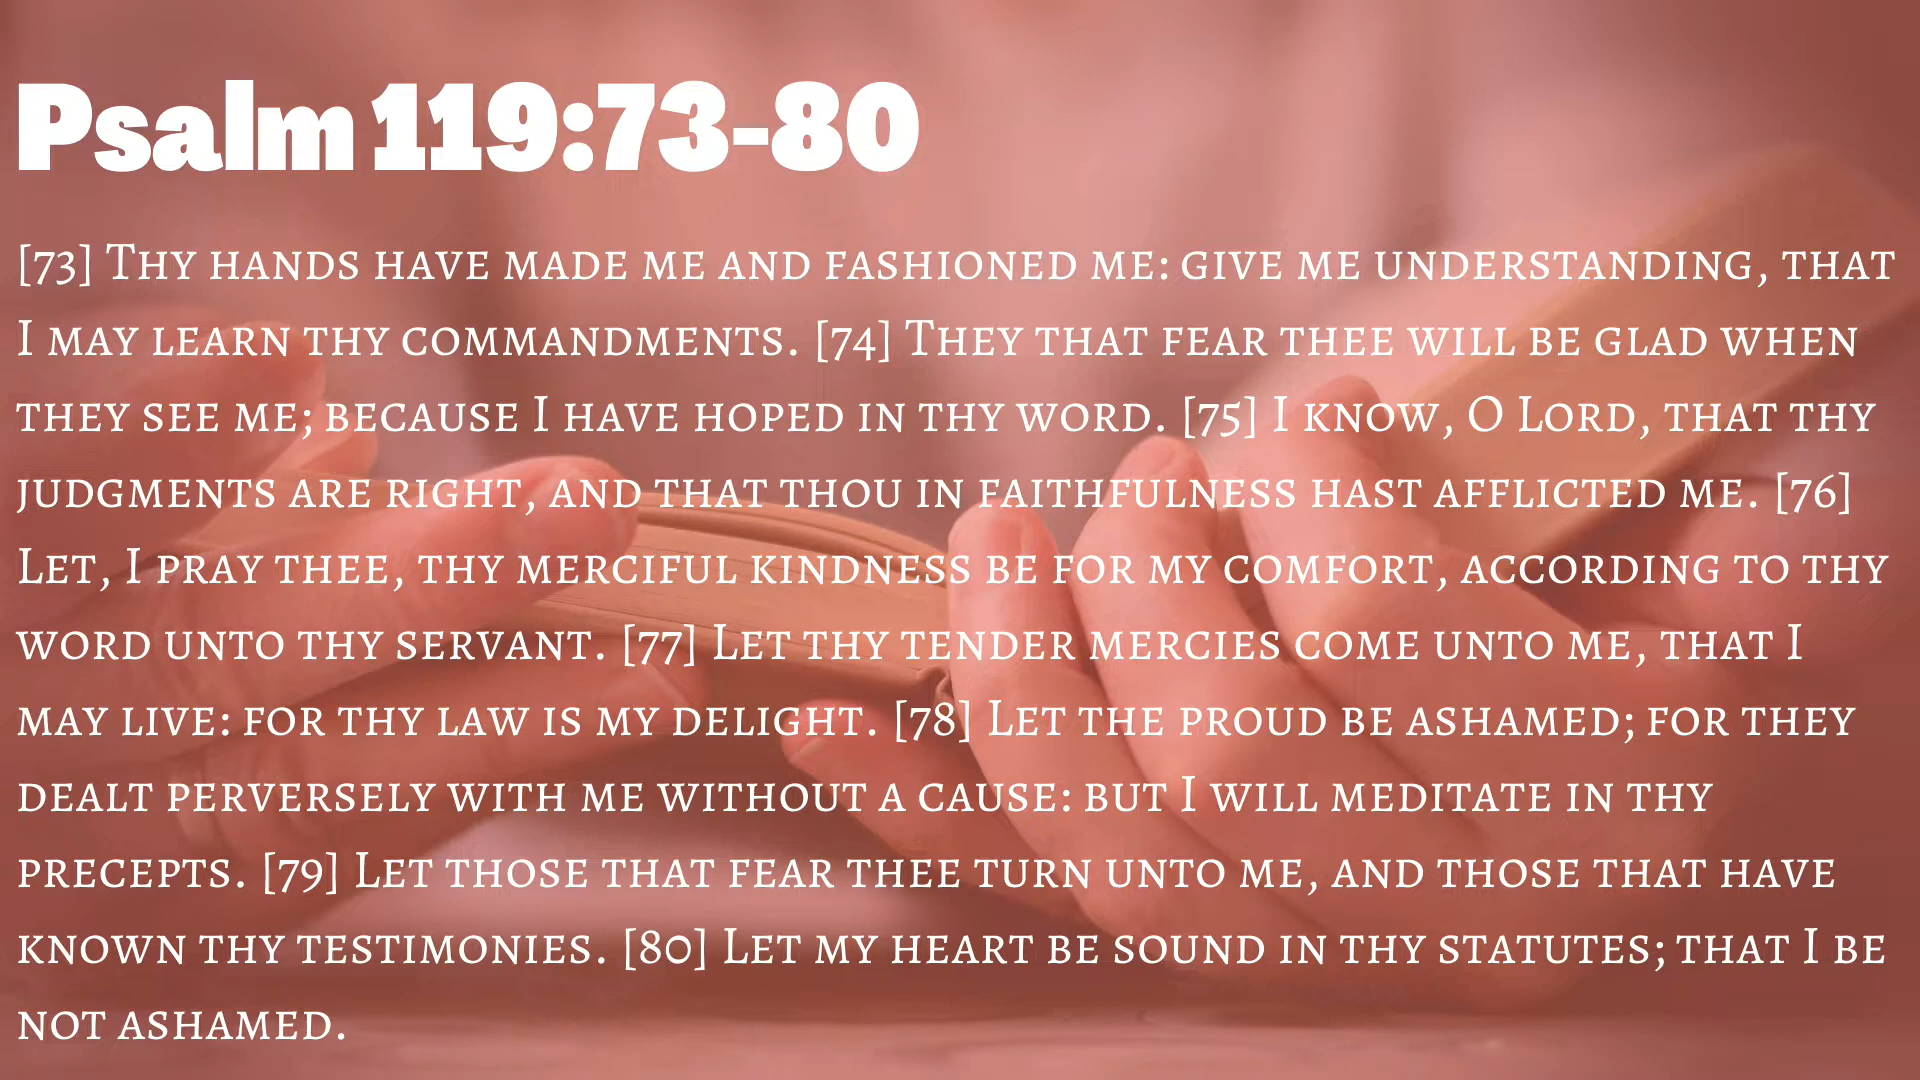 Psalm 119:73-80
[73] Thy hands have made me and fashioned me: give me understanding, that
I may learn thy commandments. [74] They that fear thee will be glad when
they see me; because I have hoped in thy word. [75] I know, O Lord, that thy
judgments are right, and that thou in faithfulness hast afflicted me. [76]
Let, I pray thee, thy merciful kindness be for my comfort, according to thy
word unto thy servant. [77] Let thy tender mercies come unto me, that I
may live: for thy law is my delight. [78] Let the proud be ashamed; for they
dealt perversely with me without a cause: but I will meditate in thy
precepts. [79] Let those that fear thee turn unto me, and those that have
known thy testimonies. [80] Let my heart be sound in thy statutes; that I be
not ashamed.